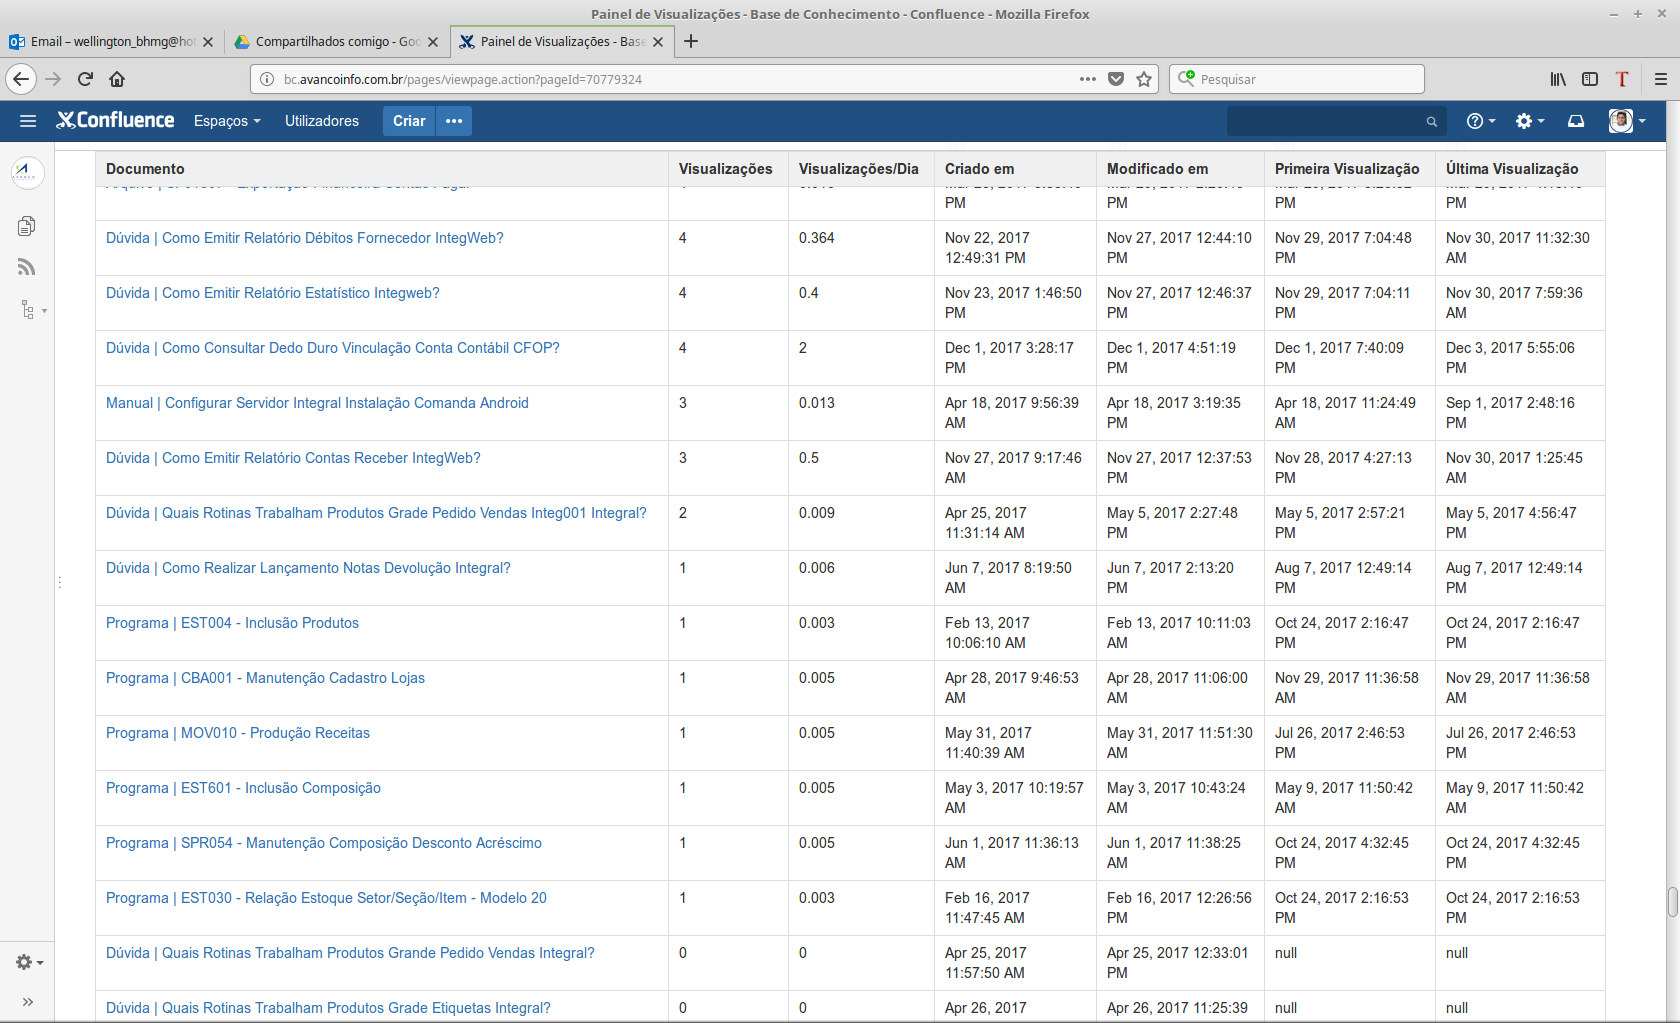 Painel de Visualizações - Base de Conhecimento - Confluence - Mozilla Firefox
Email – wellington_bhmg@ho
Compartilhados comigo - Goo
Painel de Visualizações - Base
bc.avancoinfo.com.br/pages/viewpage.action?pageId=70779324
Pesquisar
Confluence
Espaços
Utilizadores
Criar
Documento Visualizações Visualizações/Dia Criado em Modificado em Primeira Visualização Última Visualização
PM PM PM PM
Dúvida | Como Emitir Relatório Débitos Fornecedor IntegWeb? 4 0.364 Nov 22, 2017 Nov 27, 2017 12:44:10 Nov 29, 2017 7:04:48 Nov 30, 2017 11:32:30
12:49:31 PM PM PM AM
Dúvida | Como Emitir Relatório Estatístico Integweb? 4 0.4 Nov 23, 2017 1:46:50 Nov 27, 2017 12:46:37 Nov 29, 2017 7:04:11 Nov 30, 2017 7:59:36
PM PM PM AM
Dúvida | Como Consultar Dedo Duro Vinculação Conta Contábil CFOP? 4 2 Dec 1, 2017 3:28:17 Dec 1, 2017 4:51:19 Dec 1, 2017 7:40:09 Dec 3, 2017 5:55:06
PM PM PM PM
Manual | Configurar Servidor Integral Instalação Comanda Android 3 0.013 Apr 18, 2017 9:56:39 Apr 18, 2017 3:19:35 Apr 18, 2017 11:24:49 Sep 1, 2017 2:48:16
AM PM AM PM
Dúvida | Como Emitir Relatório Contas Receber IntegWeb? 3 0.5 Nov 27, 2017 9:17:46 Nov 27, 2017 12:37:53 Nov 28, 2017 4:27:13 Nov 30, 2017 1:25:45
AM PM PM AM
Dúvida | Quais Rotinas Trabalham Produtos Grade Pedido Vendas Integ001 Integral? 2 0.009 Apr 25, 2017 May 5, 2017 2:27:48 May 5, 2017 2:57:21 May 5, 2017 4:56:47
11:31:14 AM PM PM PM
Dúvida | Como Realizar Lançamento Notas Devolução Integral? 1 0.006 Jun 7, 2017 8:19:50 Jun 7, 2017 2:13:20 Aug 7, 2017 12:49:14 Aug 7, 2017 12:49:14
AM PM PM PM
Programa | EST004 - Inclusão Produtos 1 0.003 Feb 13, 2017 Feb 13, 2017 10:11:03 Oct 24, 2017 2:16:47 Oct 24, 2017 2:16:47
10:06:10 AM AM PM PM
Programa | CBA001 - Manutenção Cadastro Lojas 1 0.005 Apr 28, 2017 9:46:53 Apr 28, 2017 11:06:00 Nov 29, 2017 11:36:58 Nov 29, 2017 11:36:58
AM AM AM AM
Programa | MOV010 - Produção Receitas 1 0.005 May 31, 2017 May 31, 2017 11:51:30 Jul 26, 2017 2:46:53 Jul 26, 2017 2:46:53
11:40:39 AM AM PM PM
Programa | EST601 - Inclusão Composição 1 0.005 May 3, 2017 10:19:57 May 3, 2017 10:43:24 May 9, 2017 11:50:42 May 9, 2017 11:50:42
AM AM AM AM
Programa | SPR054 - Manutenção Composição Desconto Acréscimo 1 0.005 Jun 1, 2017 11:36:13 Jun 1, 2017 11:38:25 Oct 24, 2017 4:32:45 Oct 24, 2017 4:32:45
AM AM PM PM
Programa | EST030 - Relação Estoque Setor/Seção/Item - Modelo 20 1 0.003 Feb 16, 2017 Feb 16, 2017 12:26:56 Oct 24, 2017 2:16:53 Oct 24, 2017 2:16:53
11:47:45 AM PM PM PM
Dúvida | Quais Rotinas Trabalham Produtos Grande Pedido Vendas Integral? 0 0 Apr 25, 2017 Apr 25, 2017 12:33:01 null null
11:57:50 AM PM
Dúvida | Quais Rotinas Trabalham Produtos Grade Etiquetas Integral? 0 0 Apr 26, 2017 Apr 26, 2017 11:25:39 null null